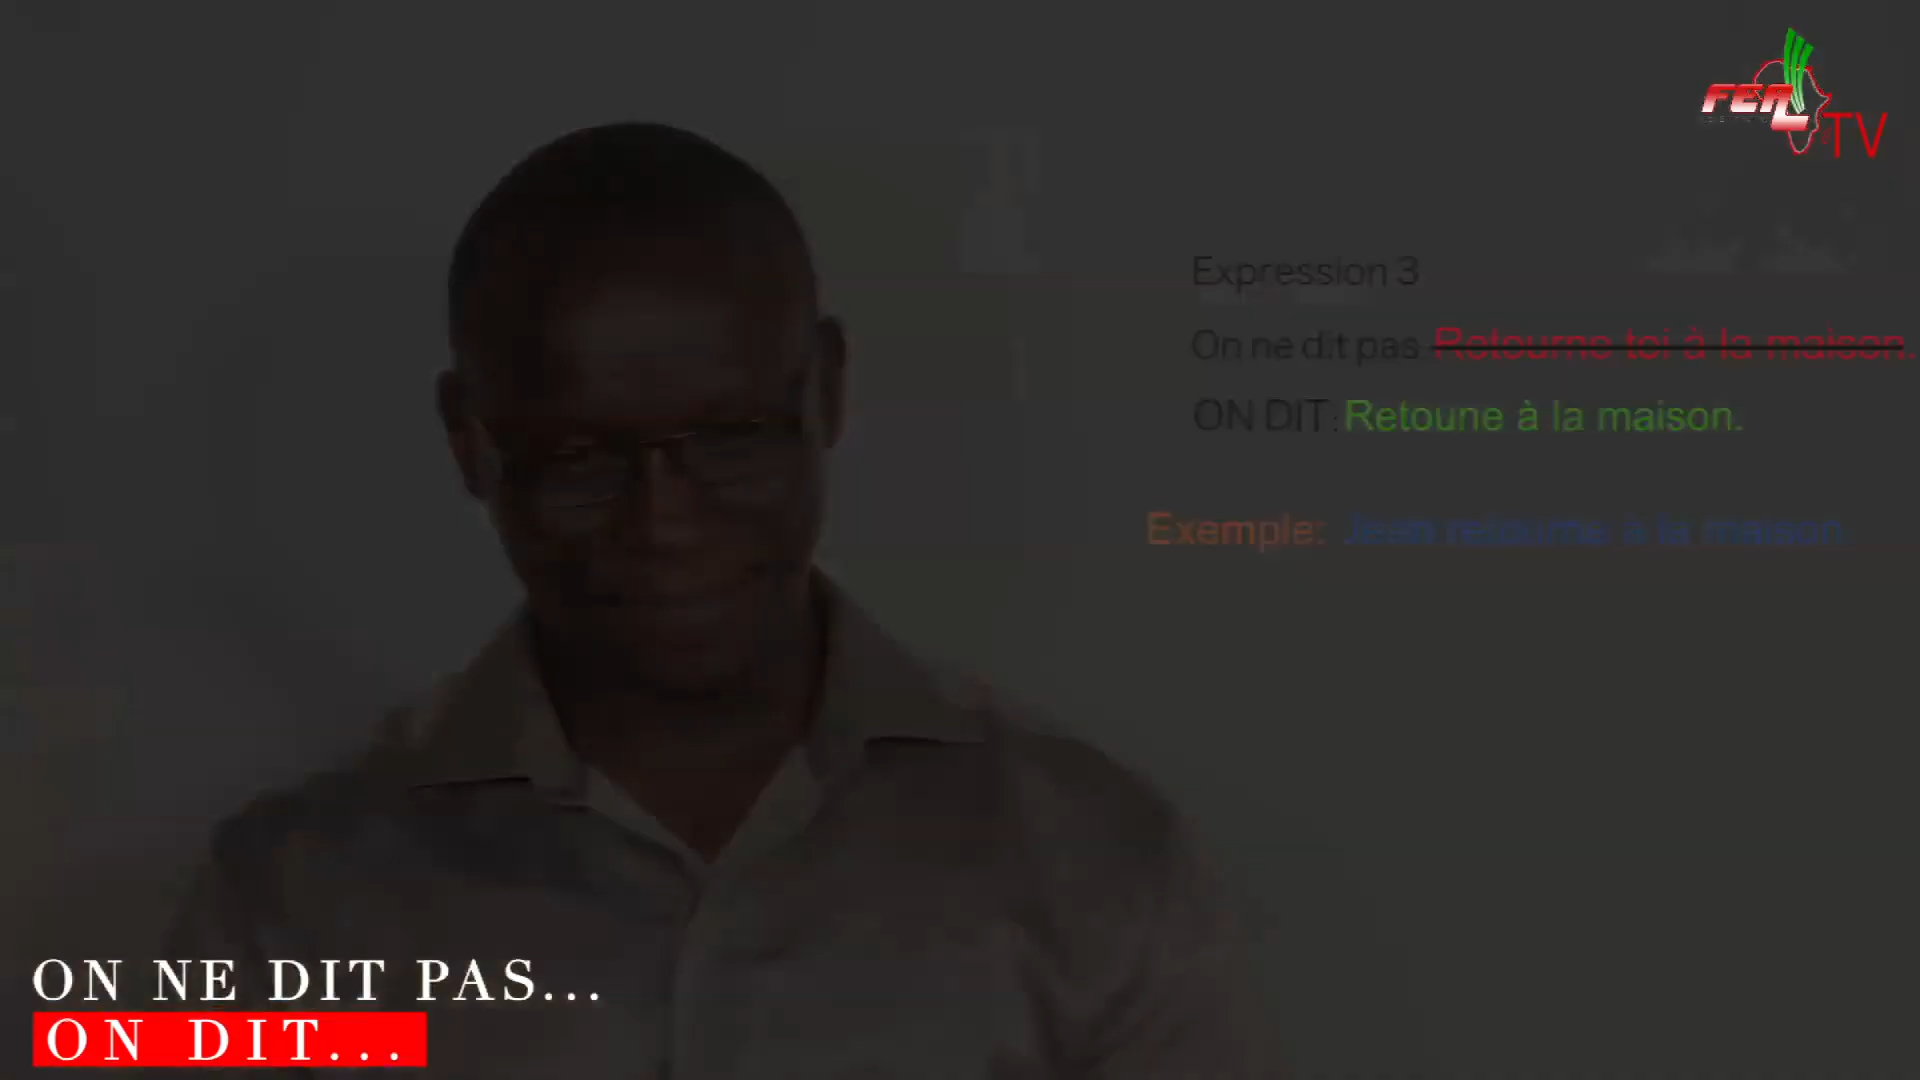 FEAL
TV
Expression 3
On ne dit pas Retourne toi à la maison.
ON DIT: Retoune à la maison.
Exemple: Jean retourne à la maison
ON NE DIT PAS...
ON DIT...